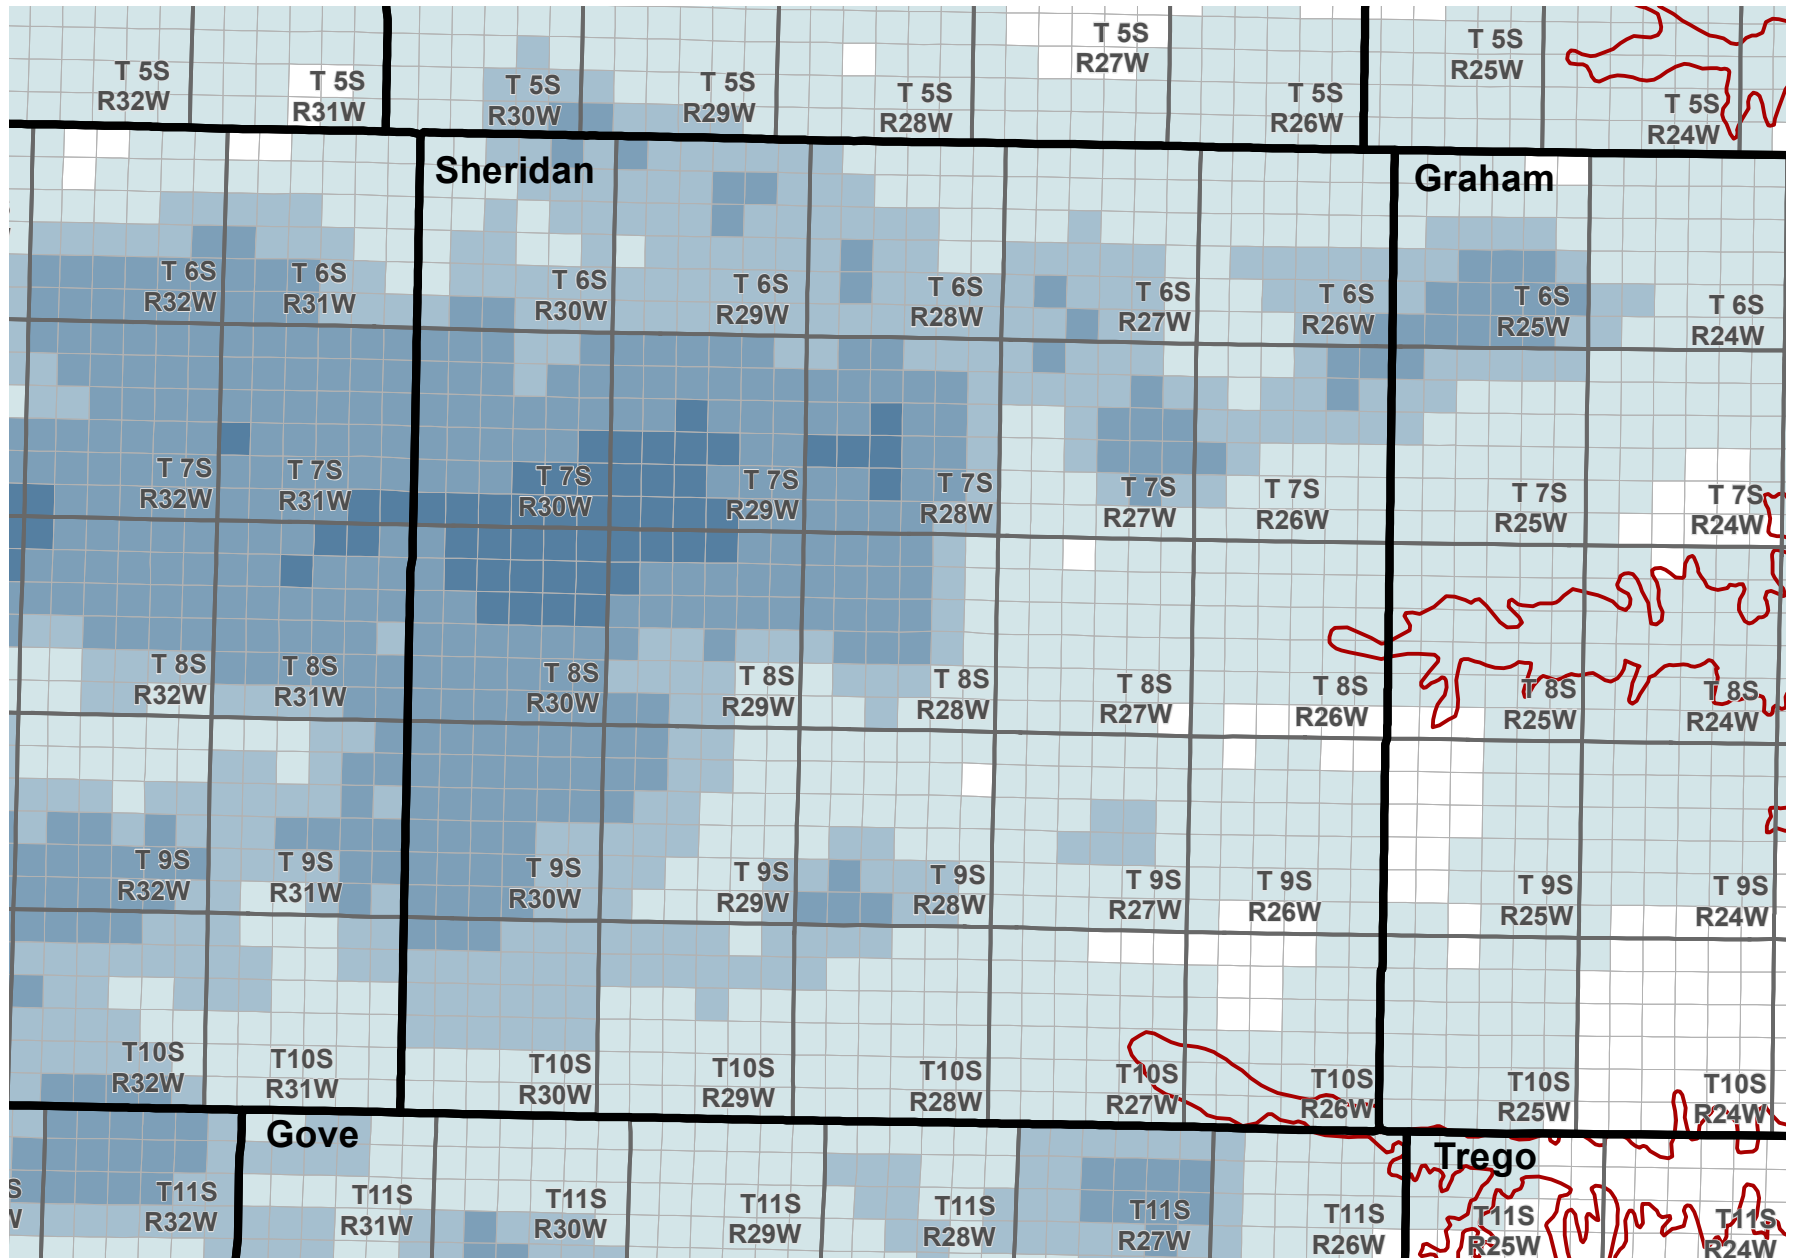 T 5S
R32W
T 5S
R31W
T 5S
R30W
T 5S
R29W
T 5S
R28W
T 5S
R27W
T 5S
R26W
T 5S
R25W
T 5S
R24W
Sheridan
Graham
T 6S
R32W
T 6S
R31W
T 6S
R30W
T 6S
R29W
T 6S
R28W
T 6S
R27W
T 6S
R26W
T 6S
R25W
T 6S
R24W
T 7S
R32W
T 7S
R31W
T 7S
R30W
T 7S
R29W
T 7S
R28W
T 7S
R27W
T 7S
R26W
T 7S
R25W
T 7S
R24W
T 8S
R32W
T 8S
R31W
T 8S
R30W
T 8S
R29W
T 8S
R28W
T 8S
R27W
T 8S
R26W
T 8S
R25W
T 8S
R24W
T 9S
R32W
T 9S
R31W
T 9S
R30W
T 9S
R29W
T 9S
R28W
T 9S
R27W
T 9S
R26W
T 9S
R25W
T 9S
R24W
T10S
R32W
T10S
R31W
T10S
R30W
T10S
R29W
T10S
R28W
T10S
R27W
T10S
R26W
T10S
R25W
T10S
R24W
Gove
Trego
S
W
T11S
R32W
T11S
R31W
T11S
R30W
T11S
R29W
T11S
R28W
T11S
R27W
T11S
R26W
T11S
R25W
T11S
R24W